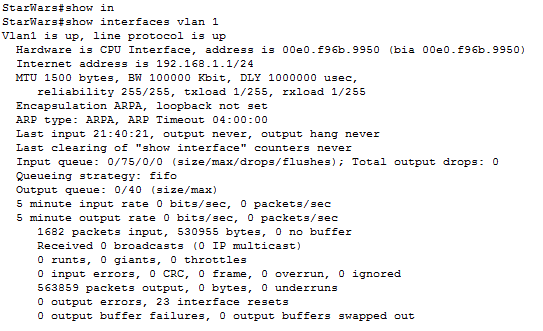 StarWars#show in
StarWars#show interfaces vlan 1
Vlan1 is up, line protocol is up
Hardware is CPU Interface, address is 00e0.f96b.9950 (bia 00e0.f96b.9950)
Internet address is 192.168.1.1/24
MTU 1500 bytes, BW 100000 Kbit, DLY 1000000 usec,
reliability 255/255, txload 1/255, rxload 1/255
Encapsulation ARPA, loopback not set
ARP type: ARPA, ARP Timeout 04:00:00
Last input 21:40:21, output never, output hang never
Last clearing of "show interface" counters never
Input queue: 0/75/0/0 (size/max/drops/flushes); Total output drops: 0
Queueing strategy: fifo
Output queue: 0/40 (size/max)
5 minute input rate 0 bits/sec, 0 packets/sec
5 minute output rate 0 bits/sec, 0 packets/sec
1682 packets input, 530955 bytes, 0 no buffer
Received 0 broadcasts (0 IP multicast)
0 runts, 0 giants, 0 throttles
0 input errors, 0 CRC, 0 frame, 0 overrun, 0 ignored
563859 packets output, 0 bytes, 0 underruns
0 output errors, 23 interface resets
0 output buffer failures, 0 output buffers swapped out